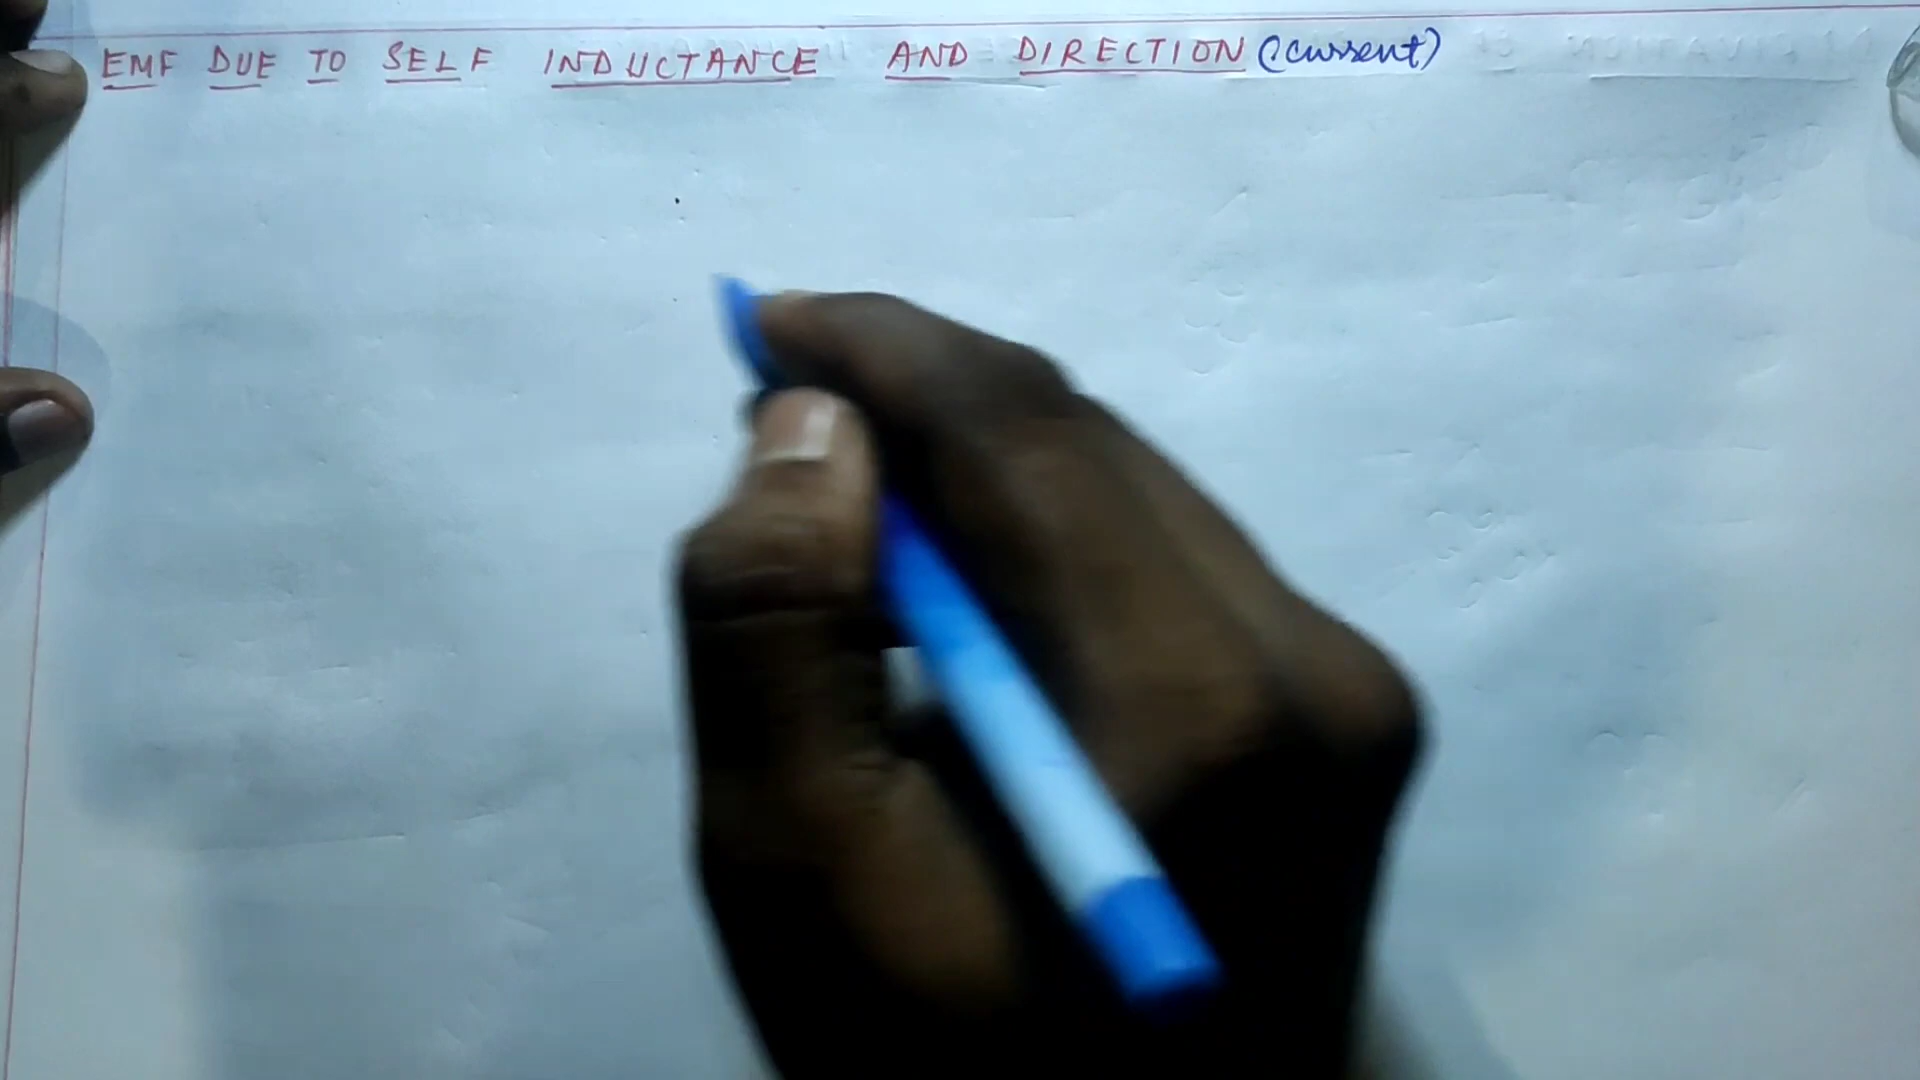 EMF DUE TO SELF INDUCTANCE AND DIRECTION (current)